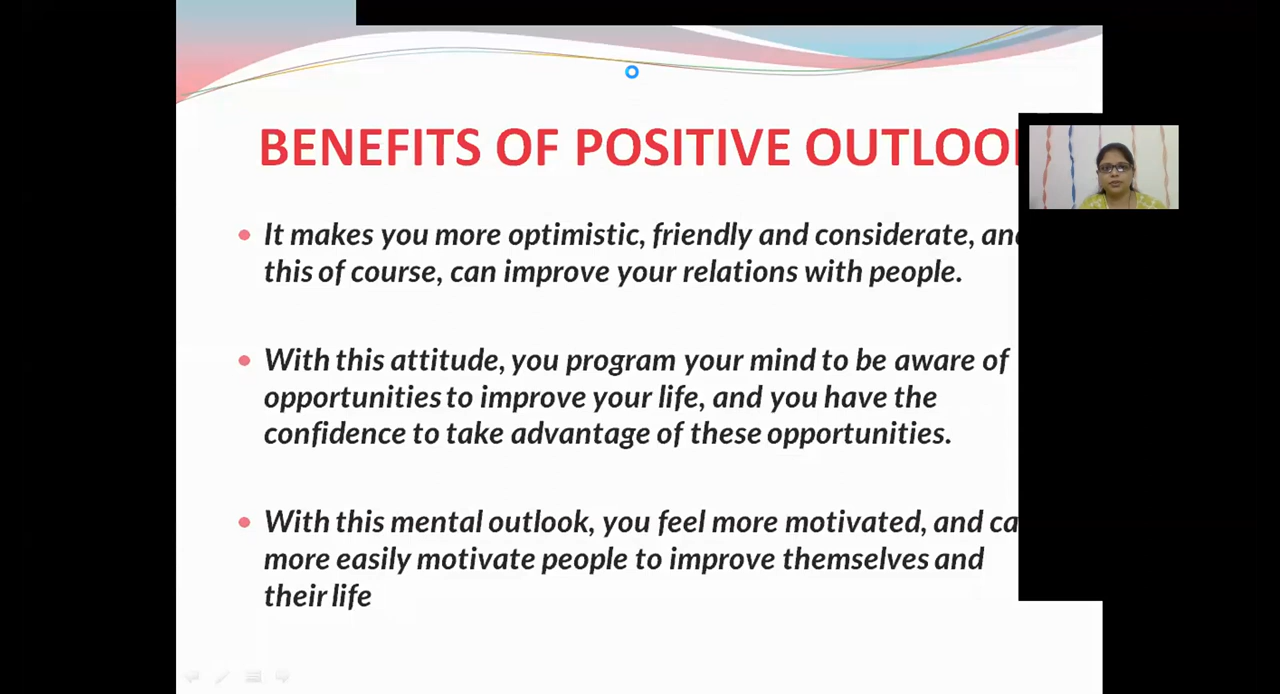 BENEFITS OF POSITIVE OUTLOO
It makes you more optimistic, friendly and considerate, an
this of course, can improve your relations with people.
With this attitude, you program your mind to be aware of
opportunities to improve your life, and you have the
confidence to take advantage of these opportunities.
With this mental outlook, you feel more motivated, and ca
more easily motivate people to improve themselves and
their life